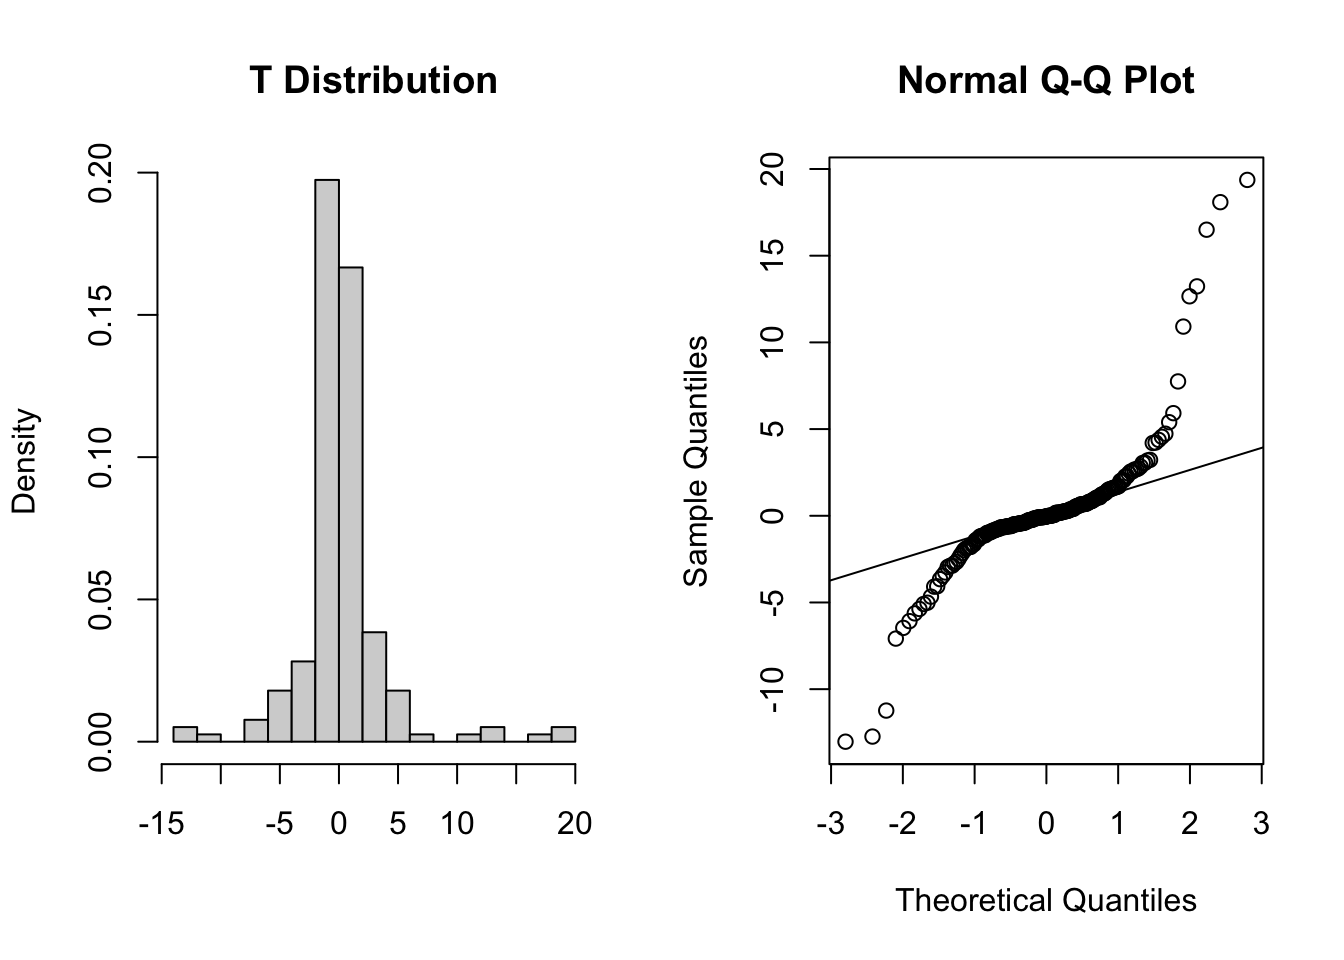 T Distribution
Density
0.00 0.05 0.10 0.15 0.20
-15 -5 0 5 10 20
Normal Q-Q Plot
Sample Quantiles
-10 -5 0 5 10 15 20
-3 -2 -1 0 1 2 3
Theoretical Quantiles